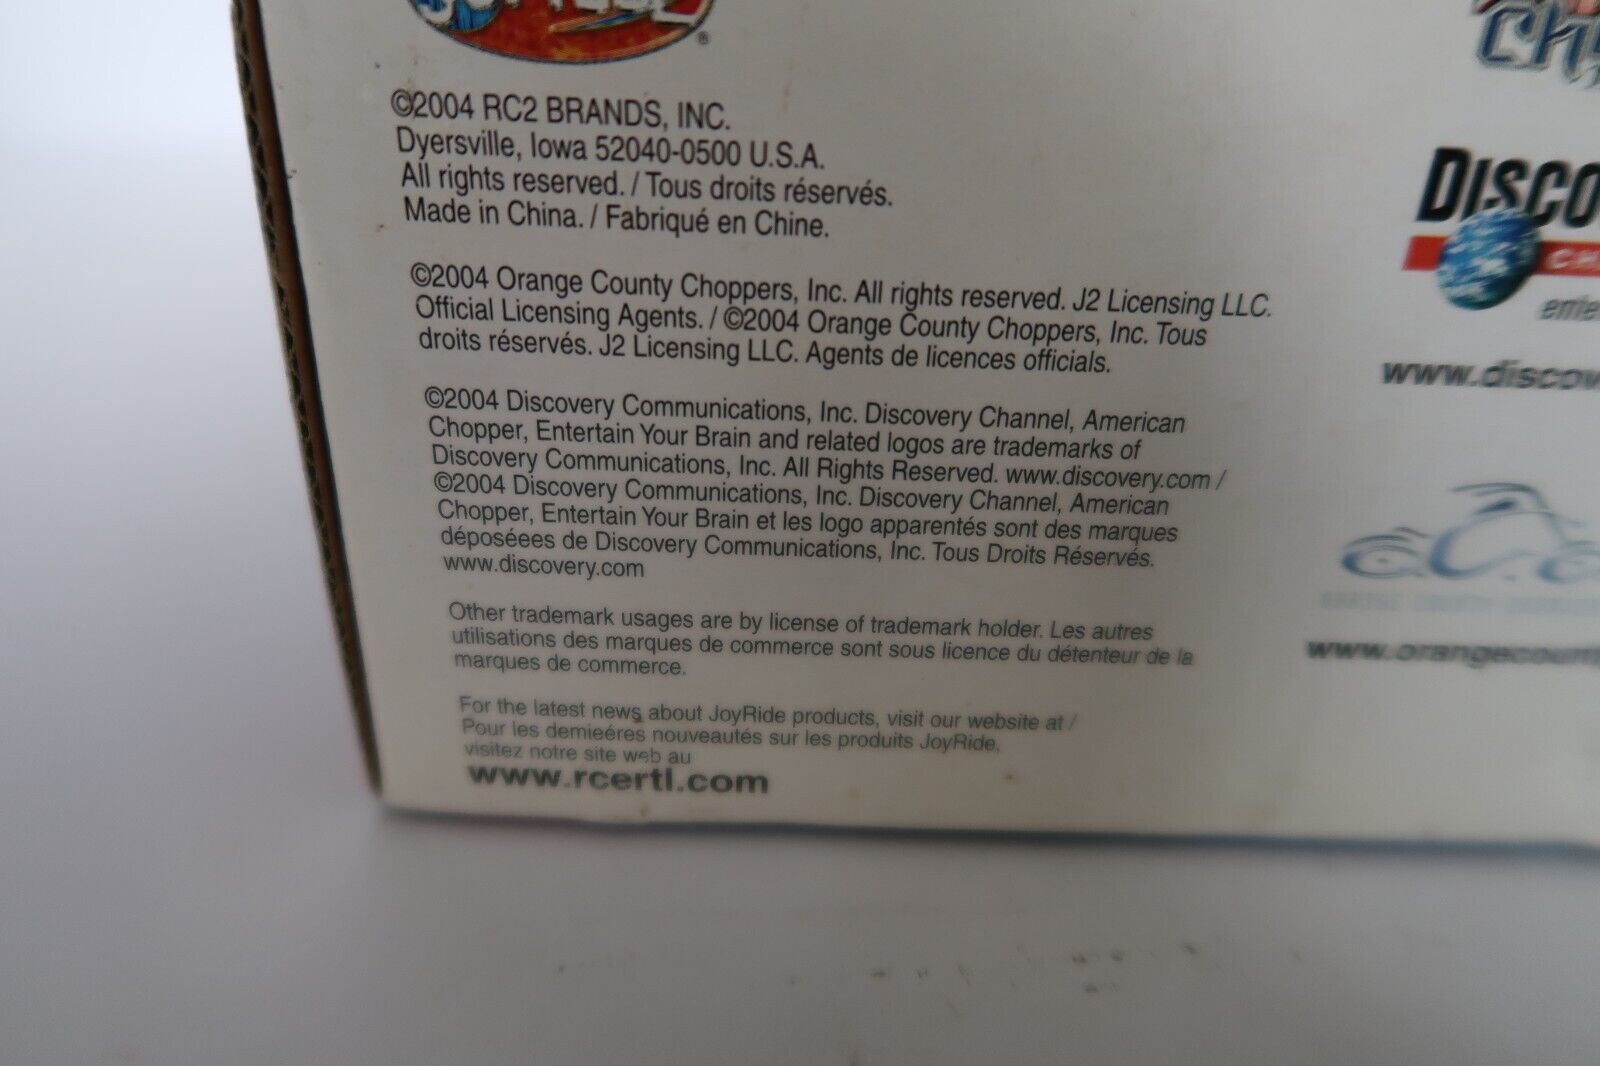 ©2004 RC2 BRANDS, INC.
Dyersville, Iowa 52040-0500 U.S.A.
All rights reserved. / Tous droits réservés.
Made in China. / Fabriqué en Chine.
©2004 Orange County Choppers, Inc. All rights reserved. J2 Licensing LLC.
Official Licensing Agents. / ©2004 Orange County Choppers, Inc. Tous
droits réservés. J2 Licensing LLC. Agents de licences officials.
©2004 Discovery Communications, Inc. Discovery Channel, American
Chopper, Entertain Your Brain and related logos are trademarks of
Discovery Communications, Inc. All Rights Reserved. www.discovery.com /
©2004 Discovery Communications, Inc. Discovery Channel, American
Chopper, Entertain Your Brain et les logo apparentés sont des marques
déposéees de Discovery Communications, Inc. Tous Droits Réservés.
www.discovery.com
Other trademark usages are by license of trademark holder. Les autres
utilisations des marques de commerce sont sous licence du détenteur de la
marques de commerce.
For the latest news about JoyRide products, visit our website at /
Pour les demieéres nouveautés sur les produits JoyRide,
visitez notre site web au
www.rcertl.com
DISCO
CH
ente
www.discov
www.orangecount